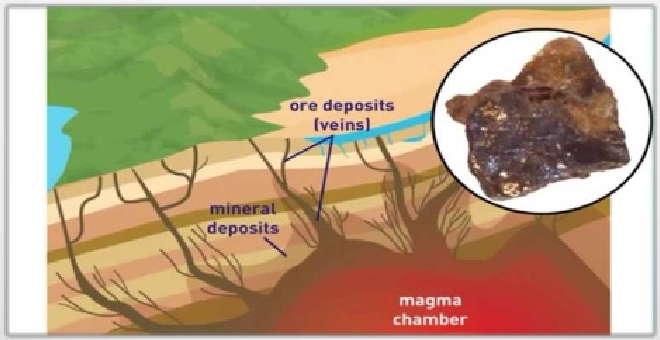 ore deposits
(veins)
mineral
deposits
magma
chamber